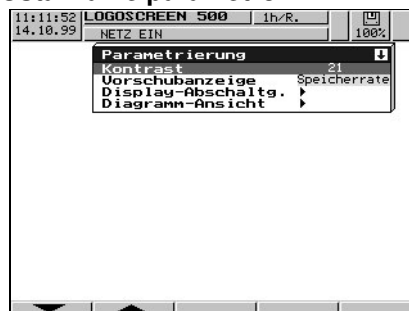 11:11:52 LOGOSCREEN 500 1h/R.
14.10.99 NETZ EIN 100%
Parametrierung
Kontrast 21
Vorschubanzeige Speicherrate
Display-Abschaltg.
Diagramm-Ansicht